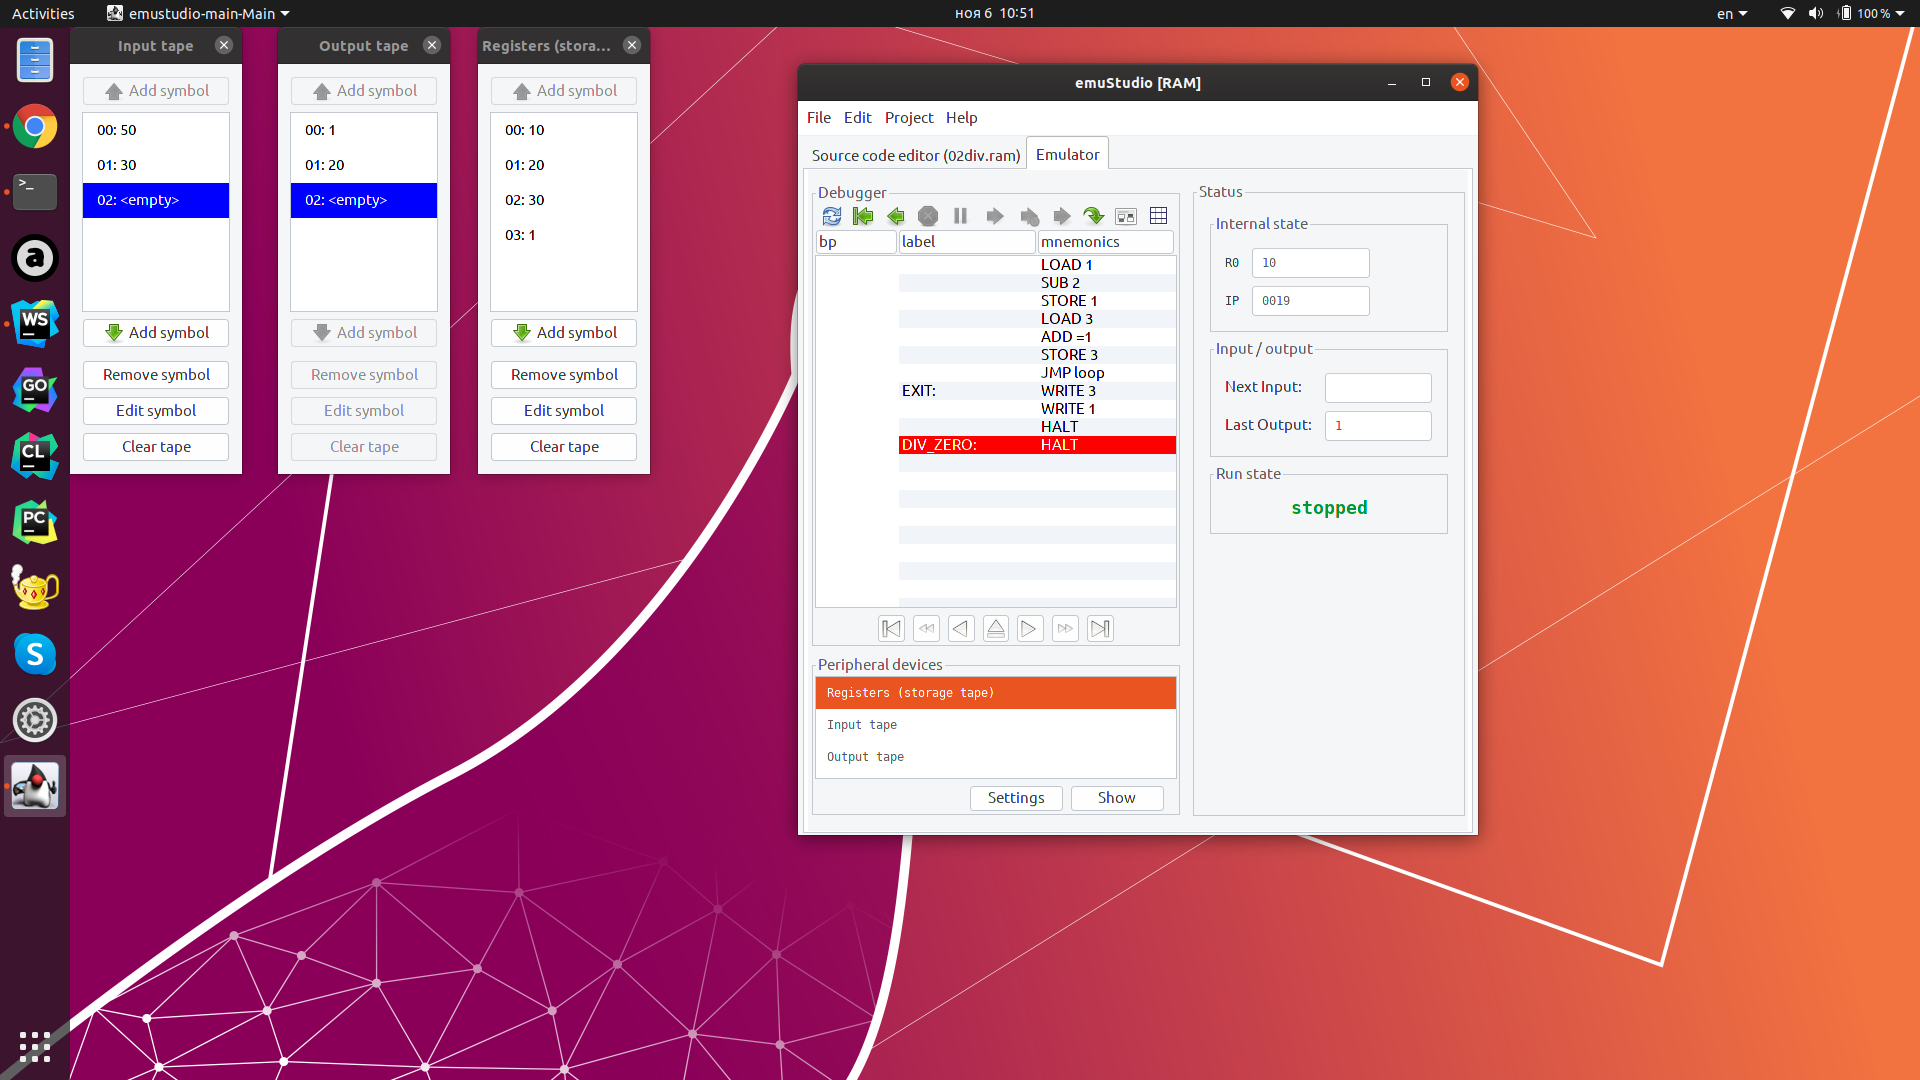 Activities
emustudio-main-Main
ноя 6 10:51
en
100 %
Input tape
Add symbol
00: 50
01: 30
02: <empty>
Add symbol
Remove symbol
Edit symbol
Clear tape
Output tape
Add symbol
00: 1
01: 20
02: <empty>
Add symbol
Remove symbol
Edit symbol
Clear tape
Registers (stora...
Add symbol
00: 10
01: 20
02: 30
03: 1
Add symbol
Remove symbol
Edit symbol
Clear tape
emuStudio [RAM]
File Edit Project Help
Source code editor (02div.ram) Emulator
Debugger
bp label mnemonics
LOAD 1
SUB 2
STORE 1
LOAD 3
ADD =1
STORE 3
JMP loop
EXIT: WRITE 3
WRITE 1
HALT
DIV_ZERO: HALT
Peripheral devices
Registers (storage tape)
Input tape
Output tape
Settings Show
Status
Internal state
R0 10
IP 0019
Input / output
Next Input:
Last Output: 1
Run state
stopped
>_
a
WS
GO
CL
PC
S